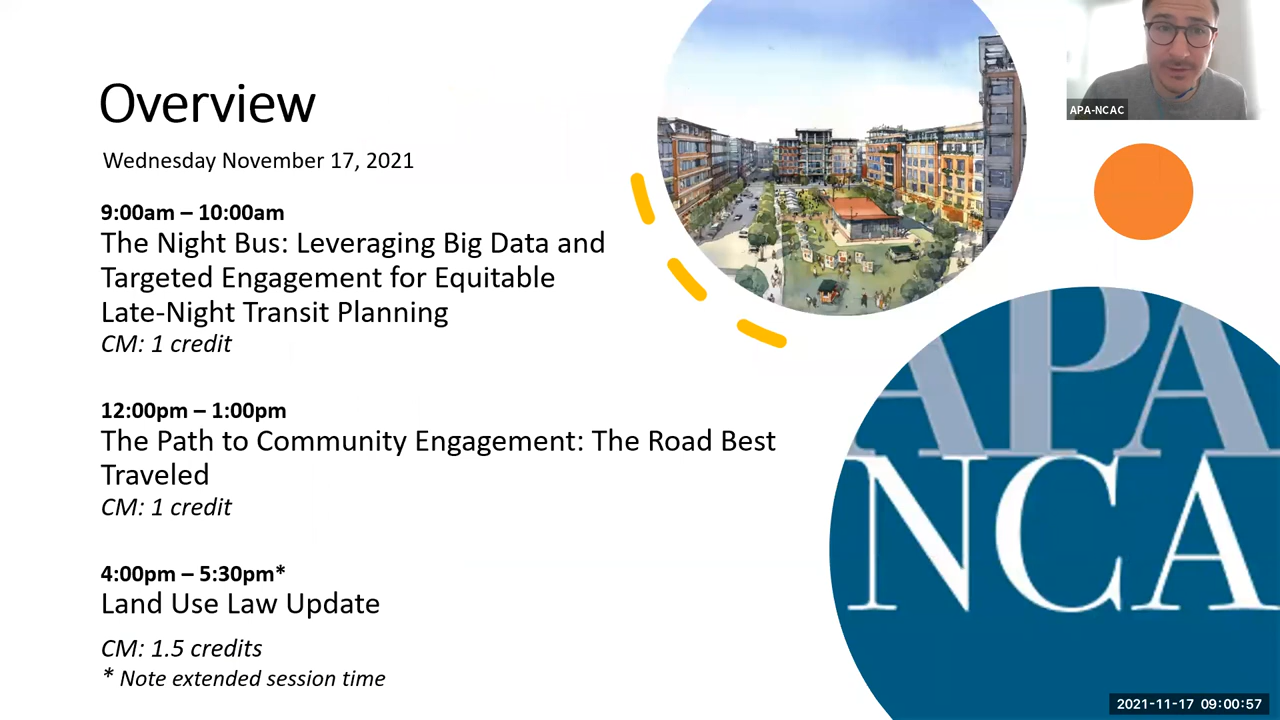 Overview
Wednesday November 17, 2021
9:00am – 10:00am
The Night Bus: Leveraging Big Data and
Targeted Engagement for Equitable
Late-Night Transit Planning
CM: 1 credit
12:00pm – 1:00pm
The Path to Community Engagement: The Road Best
Traveled
CM: 1 credit
4:00pm – 5:30pm*
Land Use Law Update
CM: 1.5 credits
* Note extended session time
APA-NCAC
APA
NCA
2021-11-17 09:00:57